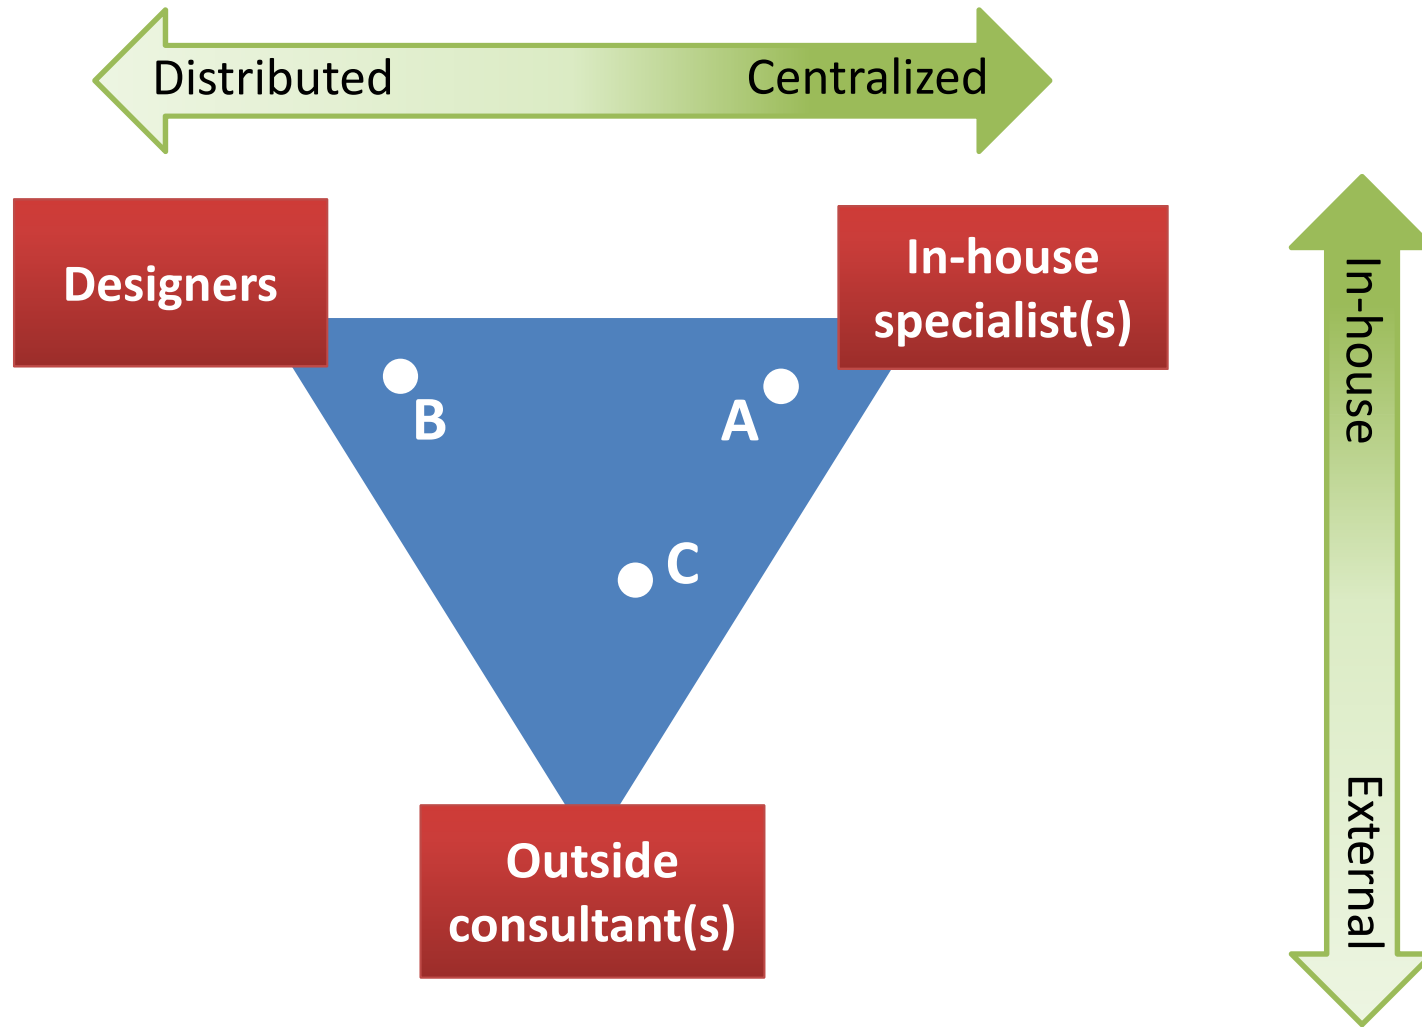 Distributed
Centralized
Designers
In-house
specialist(s)
B
A
C
Outside
consultant(s)
In-house
External